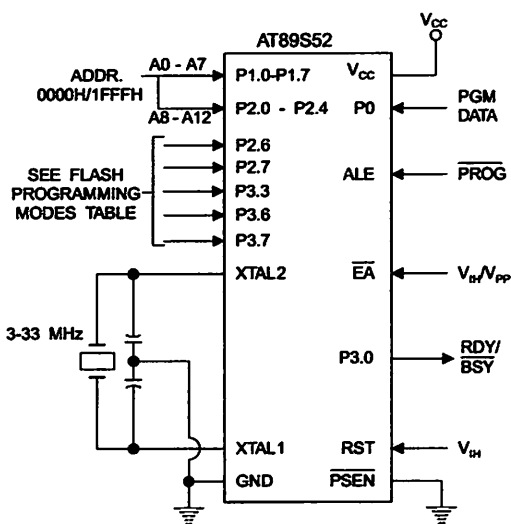 V̅CC
AT89S52
A0 - A7
ADDR.
0000H/1FFFH
A8 - A12
P1.0-P1.7
P2.0 - P2.4
P2.6
P2.7
P3.3
P3.6
P3.7
SEE FLASH
PROGRAMMING
MODES TABLE
XTAL2
3-33 MHz
XTAL1
GND
VCC
P0
PGM
DATA
ALE
PROG
EA
VIH/VPP
P3.0
RDY/
BSY
RST
VIH
PSEN